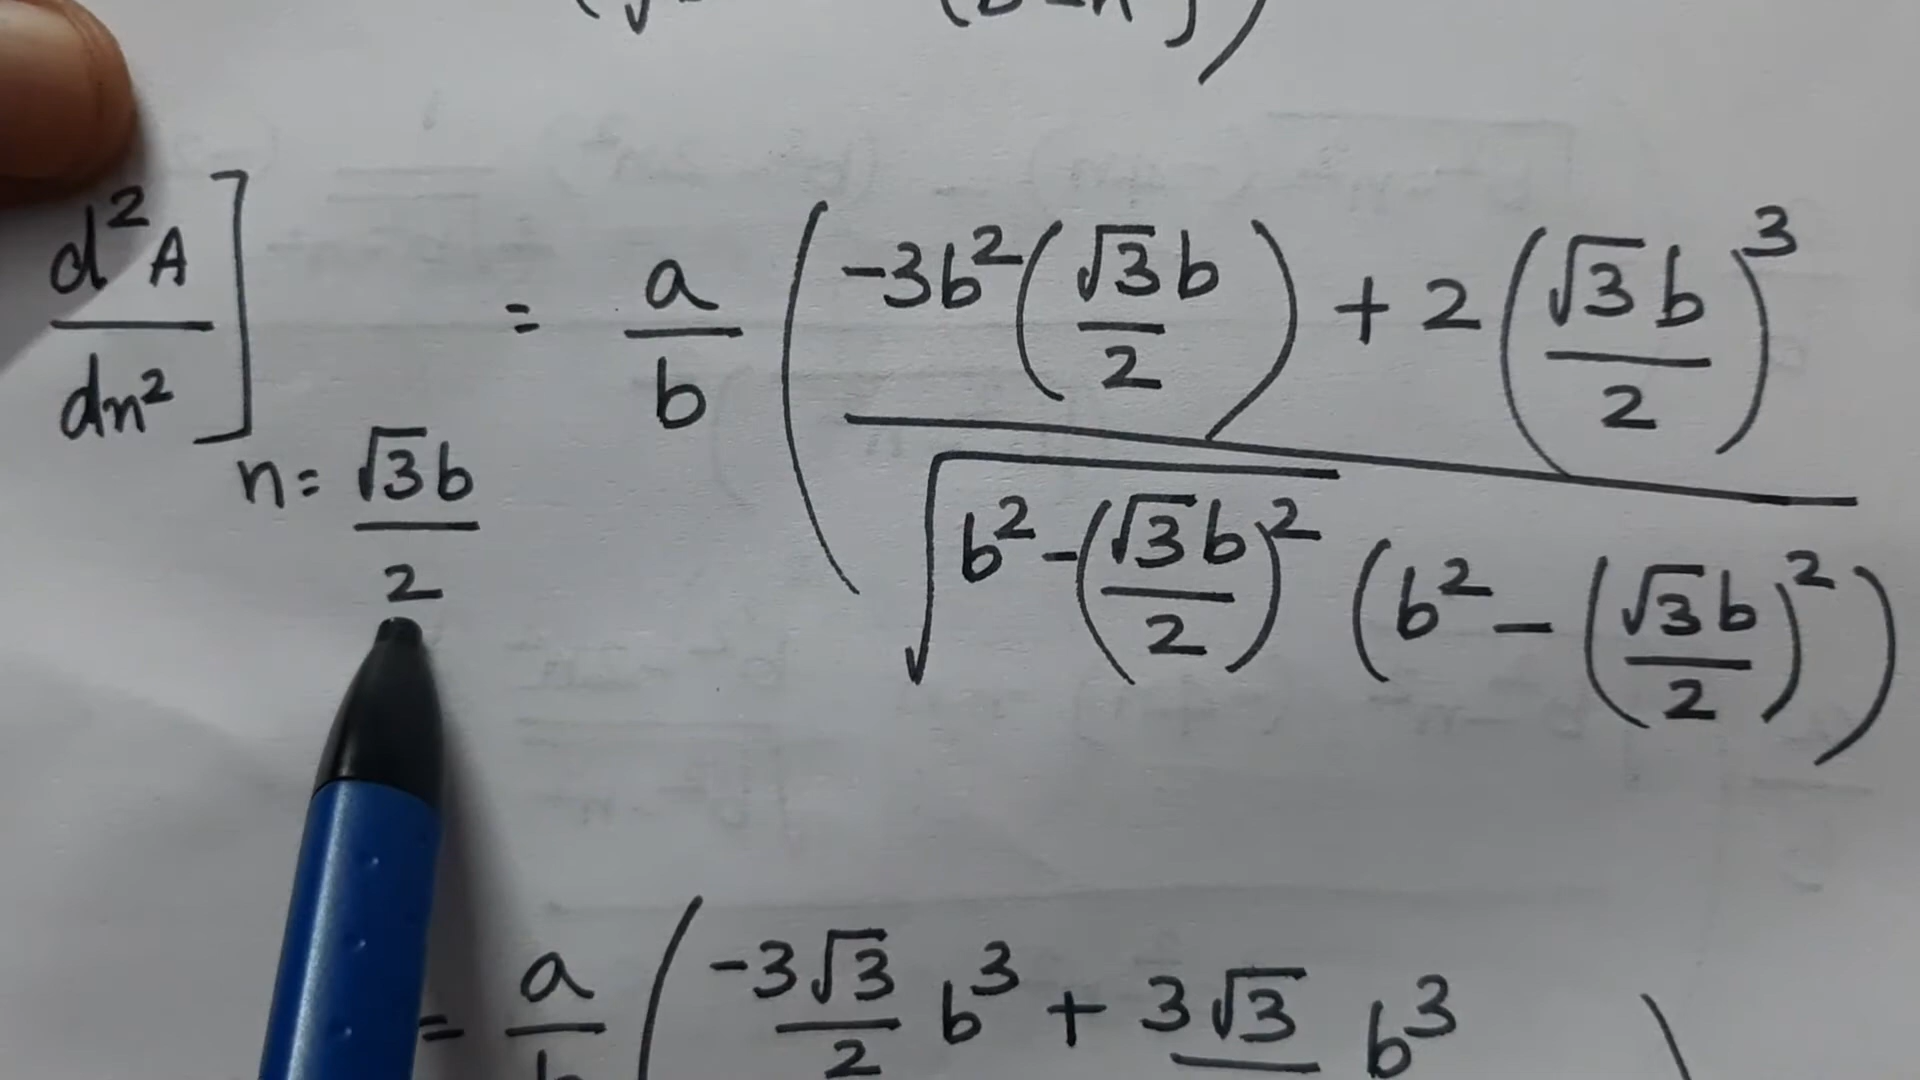 d²A/dn²]n=√3b/2 = a/b ( (-3b²(√3b/2) + 2(√3b/2)³) / (√(b²-(√3b/2)²) (b² - (√3b/2)²))
= a/b ( -3√3/2 b³ + 3√3 b³ )